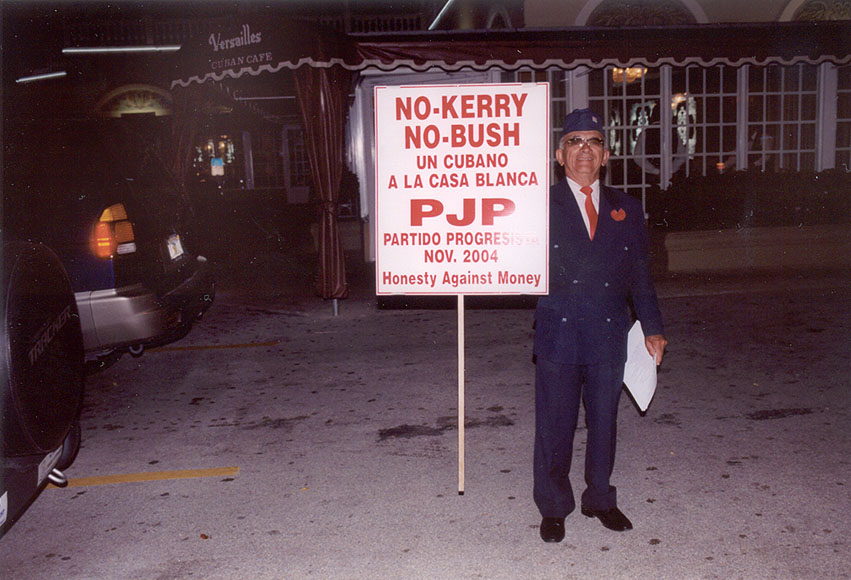 Versailles
CUBAN CAFE
NO-KERRY
NO-BUSH
UN CUBANO
A LA CASA BLANCA
PJP
PARTIDO PROGRESISTA
NOV. 2004
Honesty Against Money
TRACKER